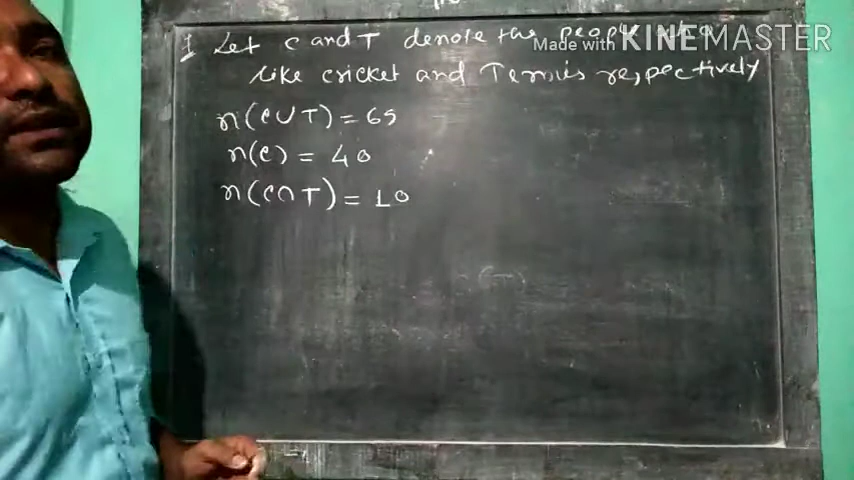 1 Let C and T denote the people who
Made with KINEMASTER
like cricket and Tennis respectively
n(C∪T) = 65
n(C) = 40
n(C∩T) = 10